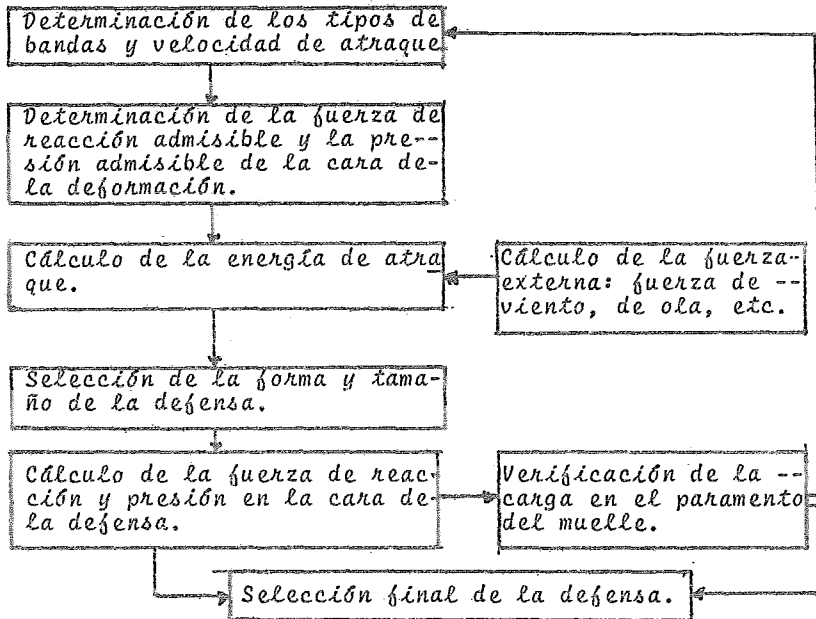 Determinación de los tipos de
bandas y velocidad de atraque
Determinación de la fuerza de
reacción admisible y la pre--
sión admisible de la cara de-
la deformación.
Cálculo de la energía de atra
que.
Cálculo de la fuerza-
externa: fuerza de --
viento, de ola, etc.
Selección de la forma y tama-
ño de la defensa.
Cálculo de la fuerza de reac-
ción y presión en la cara de-
la defensa.
Verificación de la --
carga en el paramento
del muelle.
Selección final de la defensa.